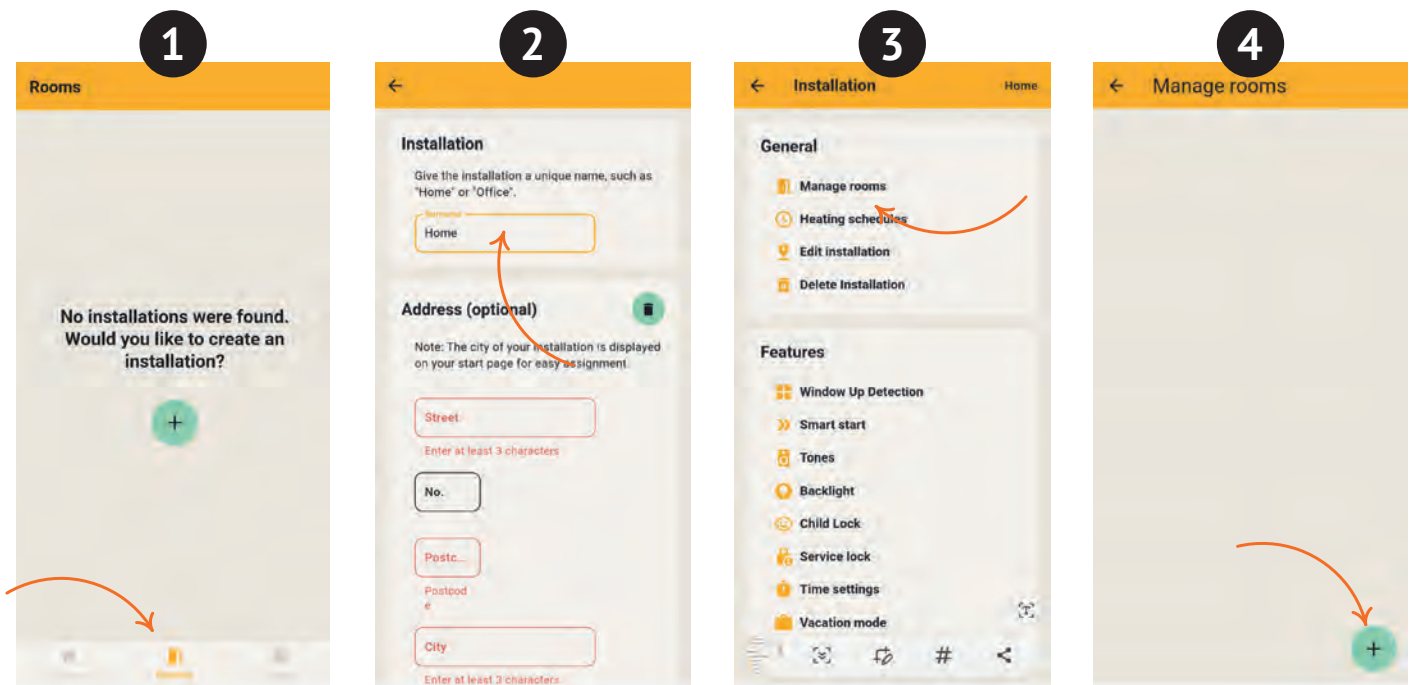 1
Rooms
No installations were found.
Would you like to create an
installation?
+
2
Installation
Give the installation a unique name, such as
"Home" or "Office".
Home
Address (optional)
Note: The city of your installation is displayed
on your start page for easy assignment.
Street
Enter at least 3 characters
No.
Postc...
Postcod
e
City
Enter at least 3 characters
3
Installation
Home
General
Manage rooms
Heating schedules
Edit installation
Delete Installation
Features
Window Up Detection
Smart start
Tones
Backlight
Child Lock
Service lock
Time settings
Vacation mode
T
#
4
Manage rooms
+